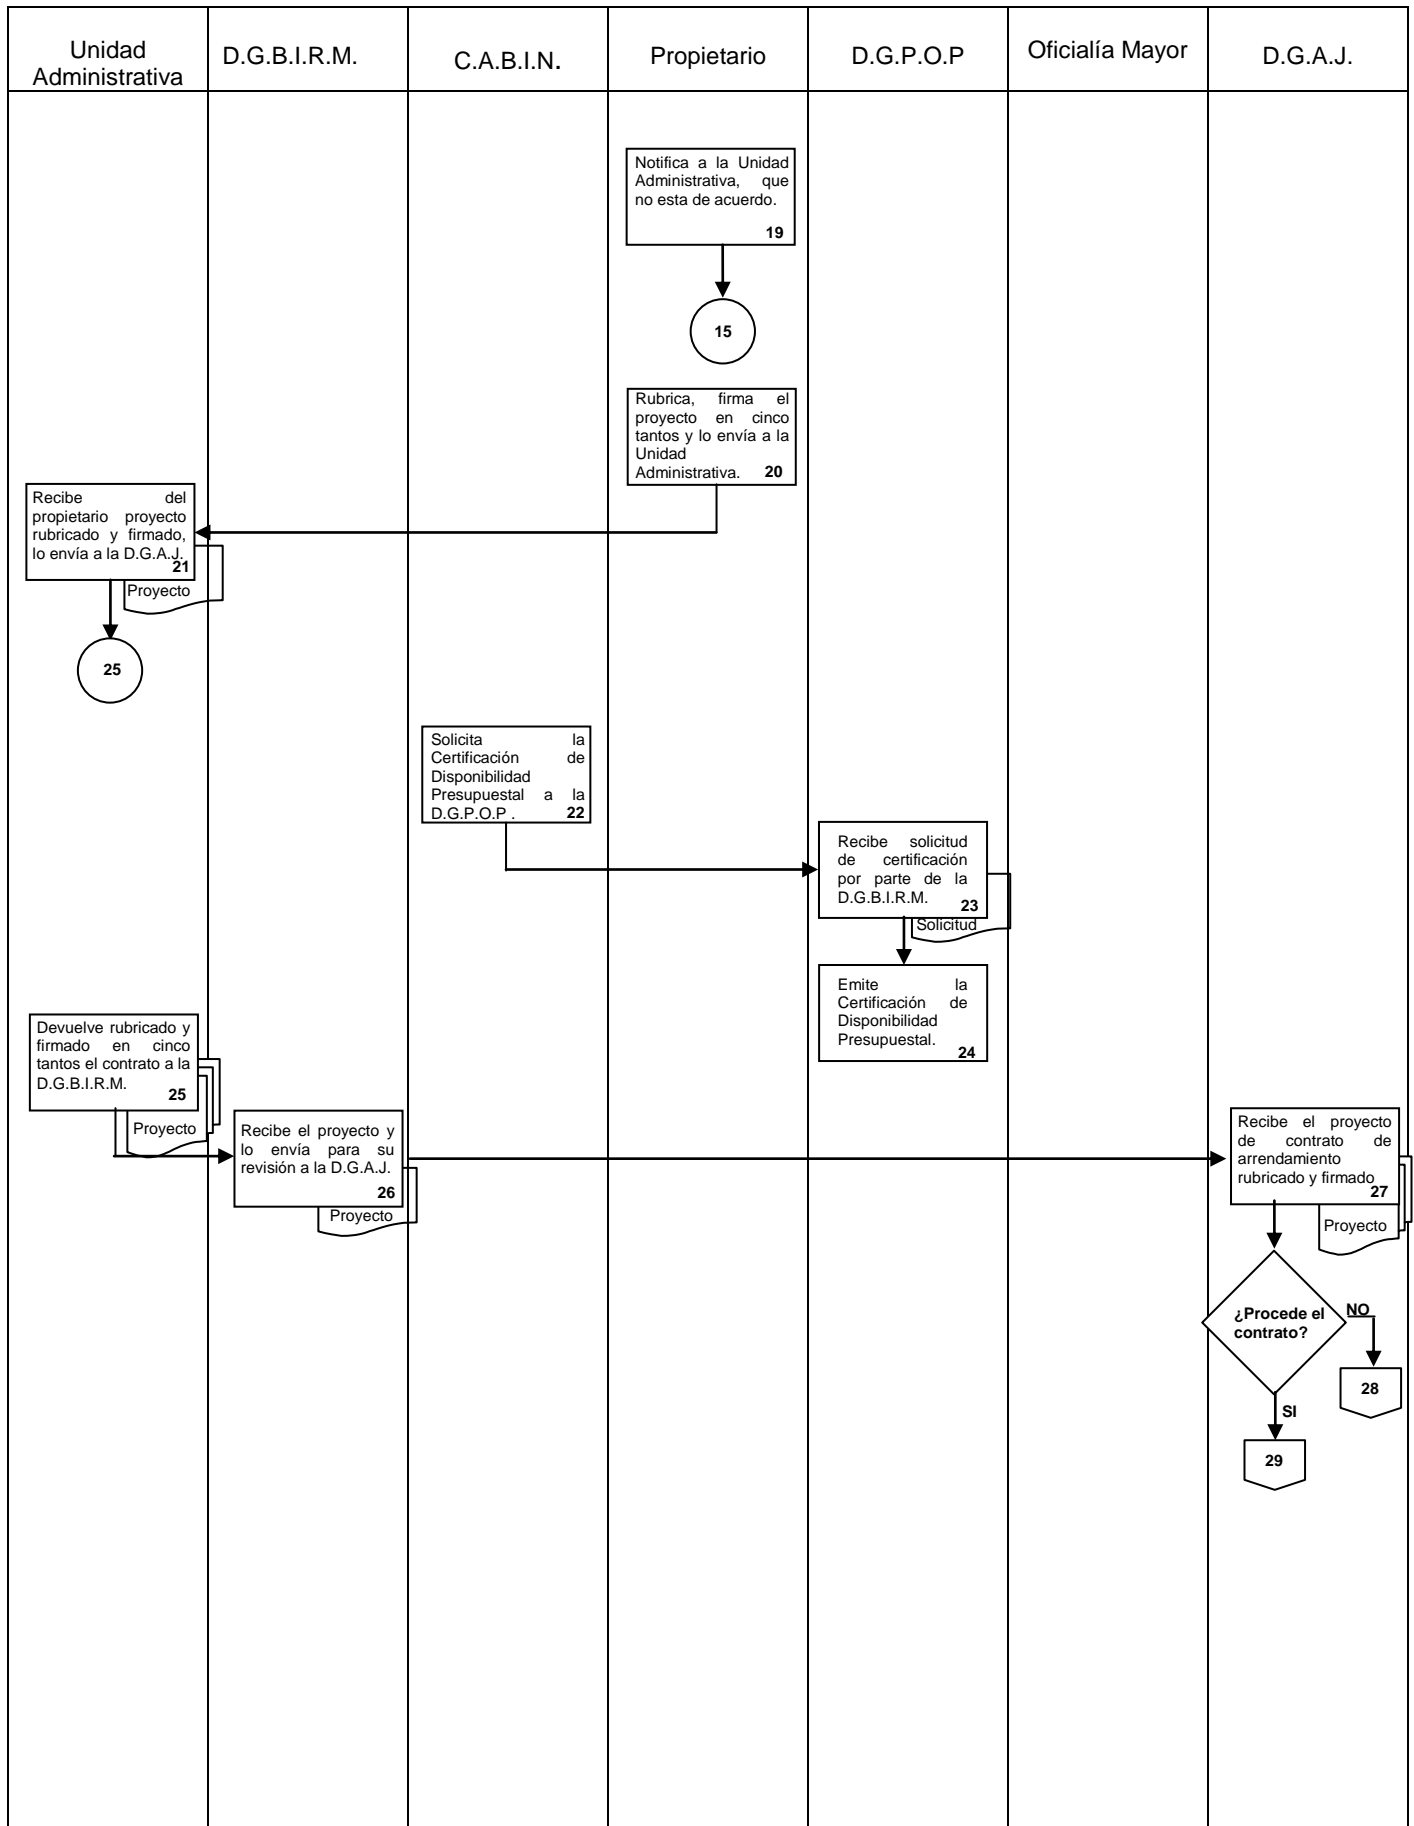 Unidad
Administrativa
D.G.B.I.R.M.
C.A.B.I.N.
Propietario
D.G.P.O.P
Oficialía Mayor
D.G.A.J.
Notifica a la Unidad
Administrativa, que
no esta de acuerdo.
19
15
Rubrica, firma el
proyecto en cinco
tantos y lo envía a la
Unidad
Administrativa. 20
Recibe del
propietario proyecto
rubricado y firmado,
lo envía a la D.G.A.J.
21
Proyecto
25
Solicita la
Certificación de
Disponibilidad
Presupuestal a la
D.G.P.O.P . 22
Recibe solicitud
de certificación
por parte de la
D.G.B.I.R.M.
23
Solicitud
Emite la
Certificación de
Disponibilidad
Presupuestal.
24
Devuelve rubricado y
firmado en cinco
tantos el contrato a la
D.G.B.I.R.M.
25
Proyecto
Recibe el proyecto y
lo envía para su
revisión a la D.G.A.J.
26
Proyecto
Recibe el proyecto
de contrato de
arrendamiento
rubricado y firmado
27
Proyecto
¿Procede el
contrato?
NO
28
SI
29